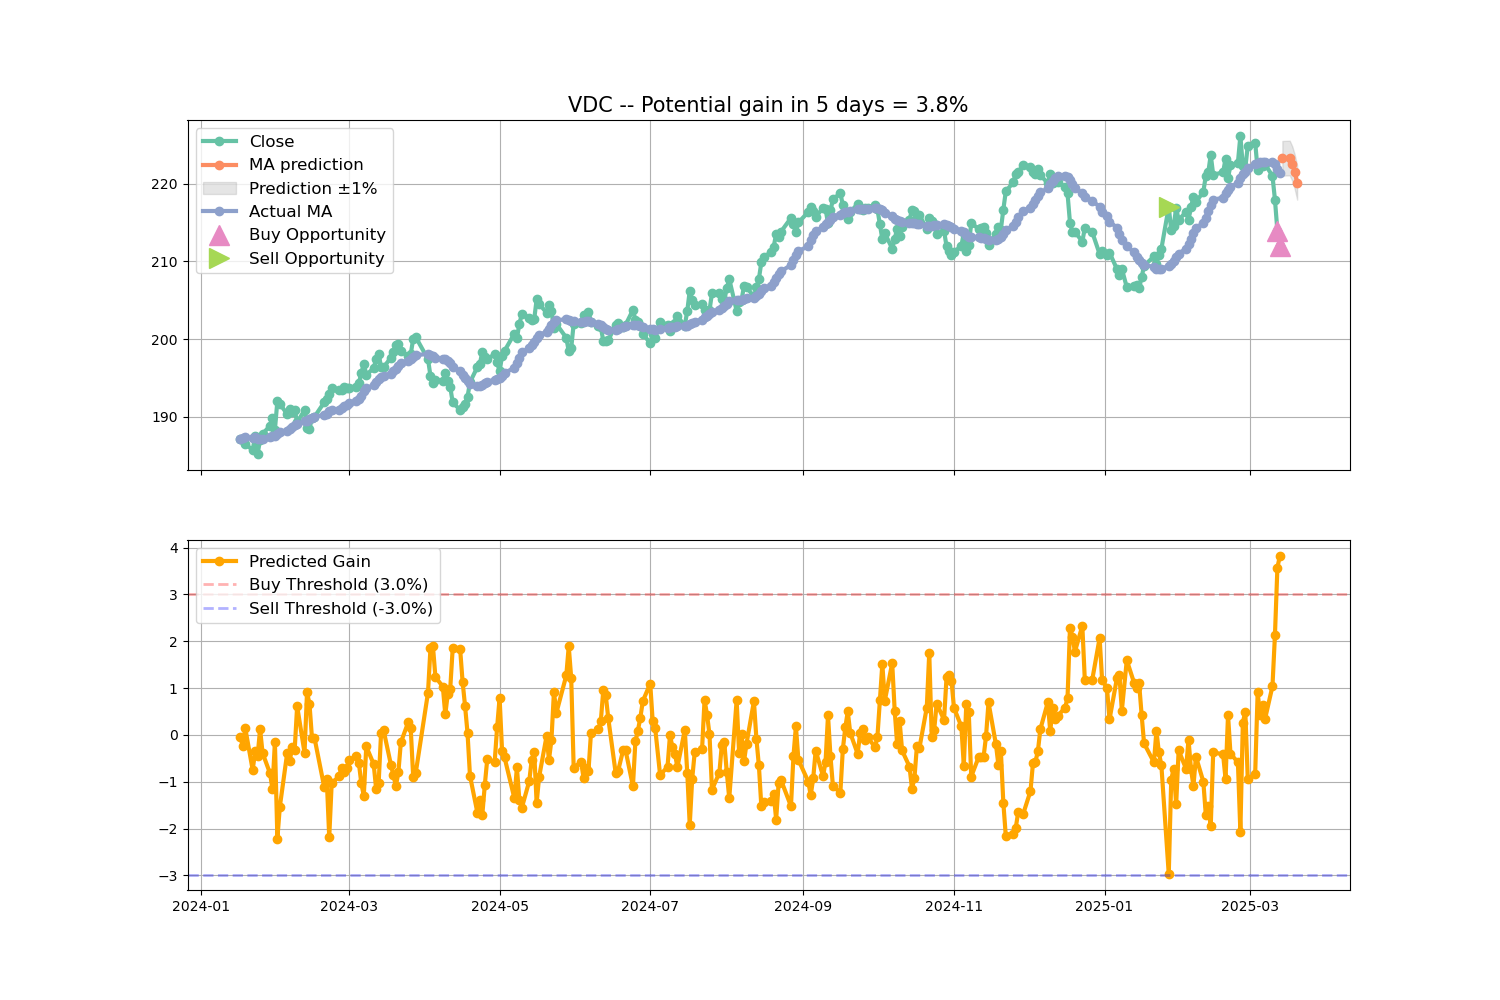 VDC -- Potential gain in 5 days = 3.8%
Close
MA prediction
Prediction ±1%
Actual MA
Buy Opportunity
Sell Opportunity
220
210
200
190
Predicted Gain
Buy Threshold (3.0%)
Sell Threshold (-3.0%)
4
3
2
1
0
−1
−2
−3
2024-01 2024-03 2024-05 2024-07 2024-09 2024-11 2025-01 2025-03